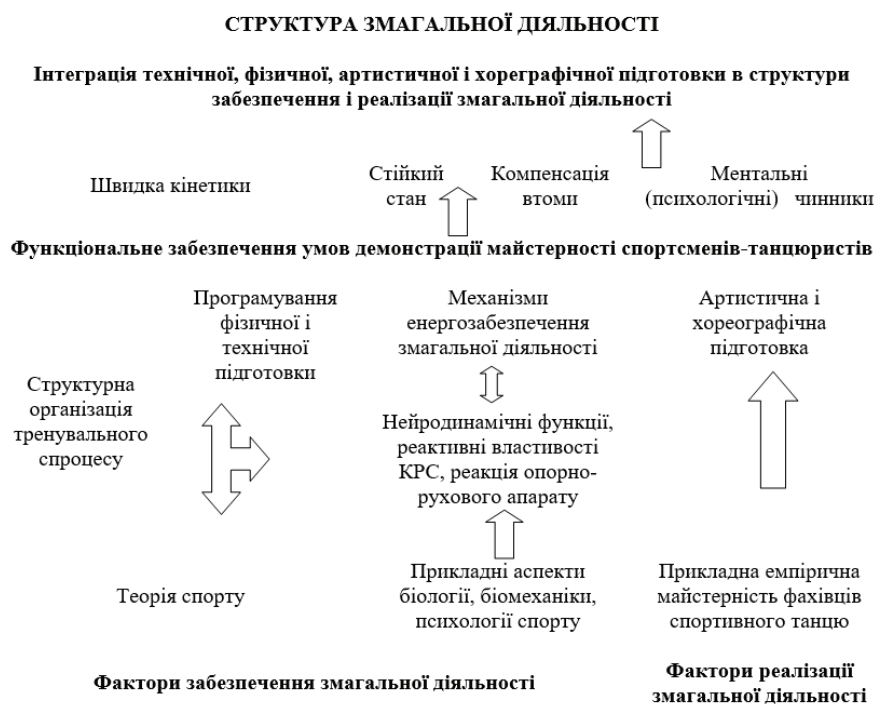 СТРУКТУРА ЗМАГАЛЬНОЇ ДІЯЛЬНОСТІ
Інтеграція технічної, фізичної, артистичної і хореграфічної підготовки в структури
забезпечення і реалізації змагальної діяльності
Швидка кінетики
Стійкий
стан
Компенсація
втоми
Ментальні
(психологічні) чинники
Функціональне забезпечення умов демонстрації майстерності спортсменів-танцюристів
Структурна
організація
тренувального
спроцесу
Програмування
фізичної і
технічної
підготовки
Механізми
енергозабезпечення
змагальної діяльності
Артистична і
хореографічна
підготовка
Нейродинамічні функції,
реактивні властивості
КРС, реакція опорно-
рухового апарату
Теорія спорту
Прикладні аспекти
біології, біомеханіки,
психології спорту
Прикладна емпірична
майстерність фахівців
спортивного танцю
Фактори забезпечення змагальної діяльності
Фактори реалізації
змагальної діяльності